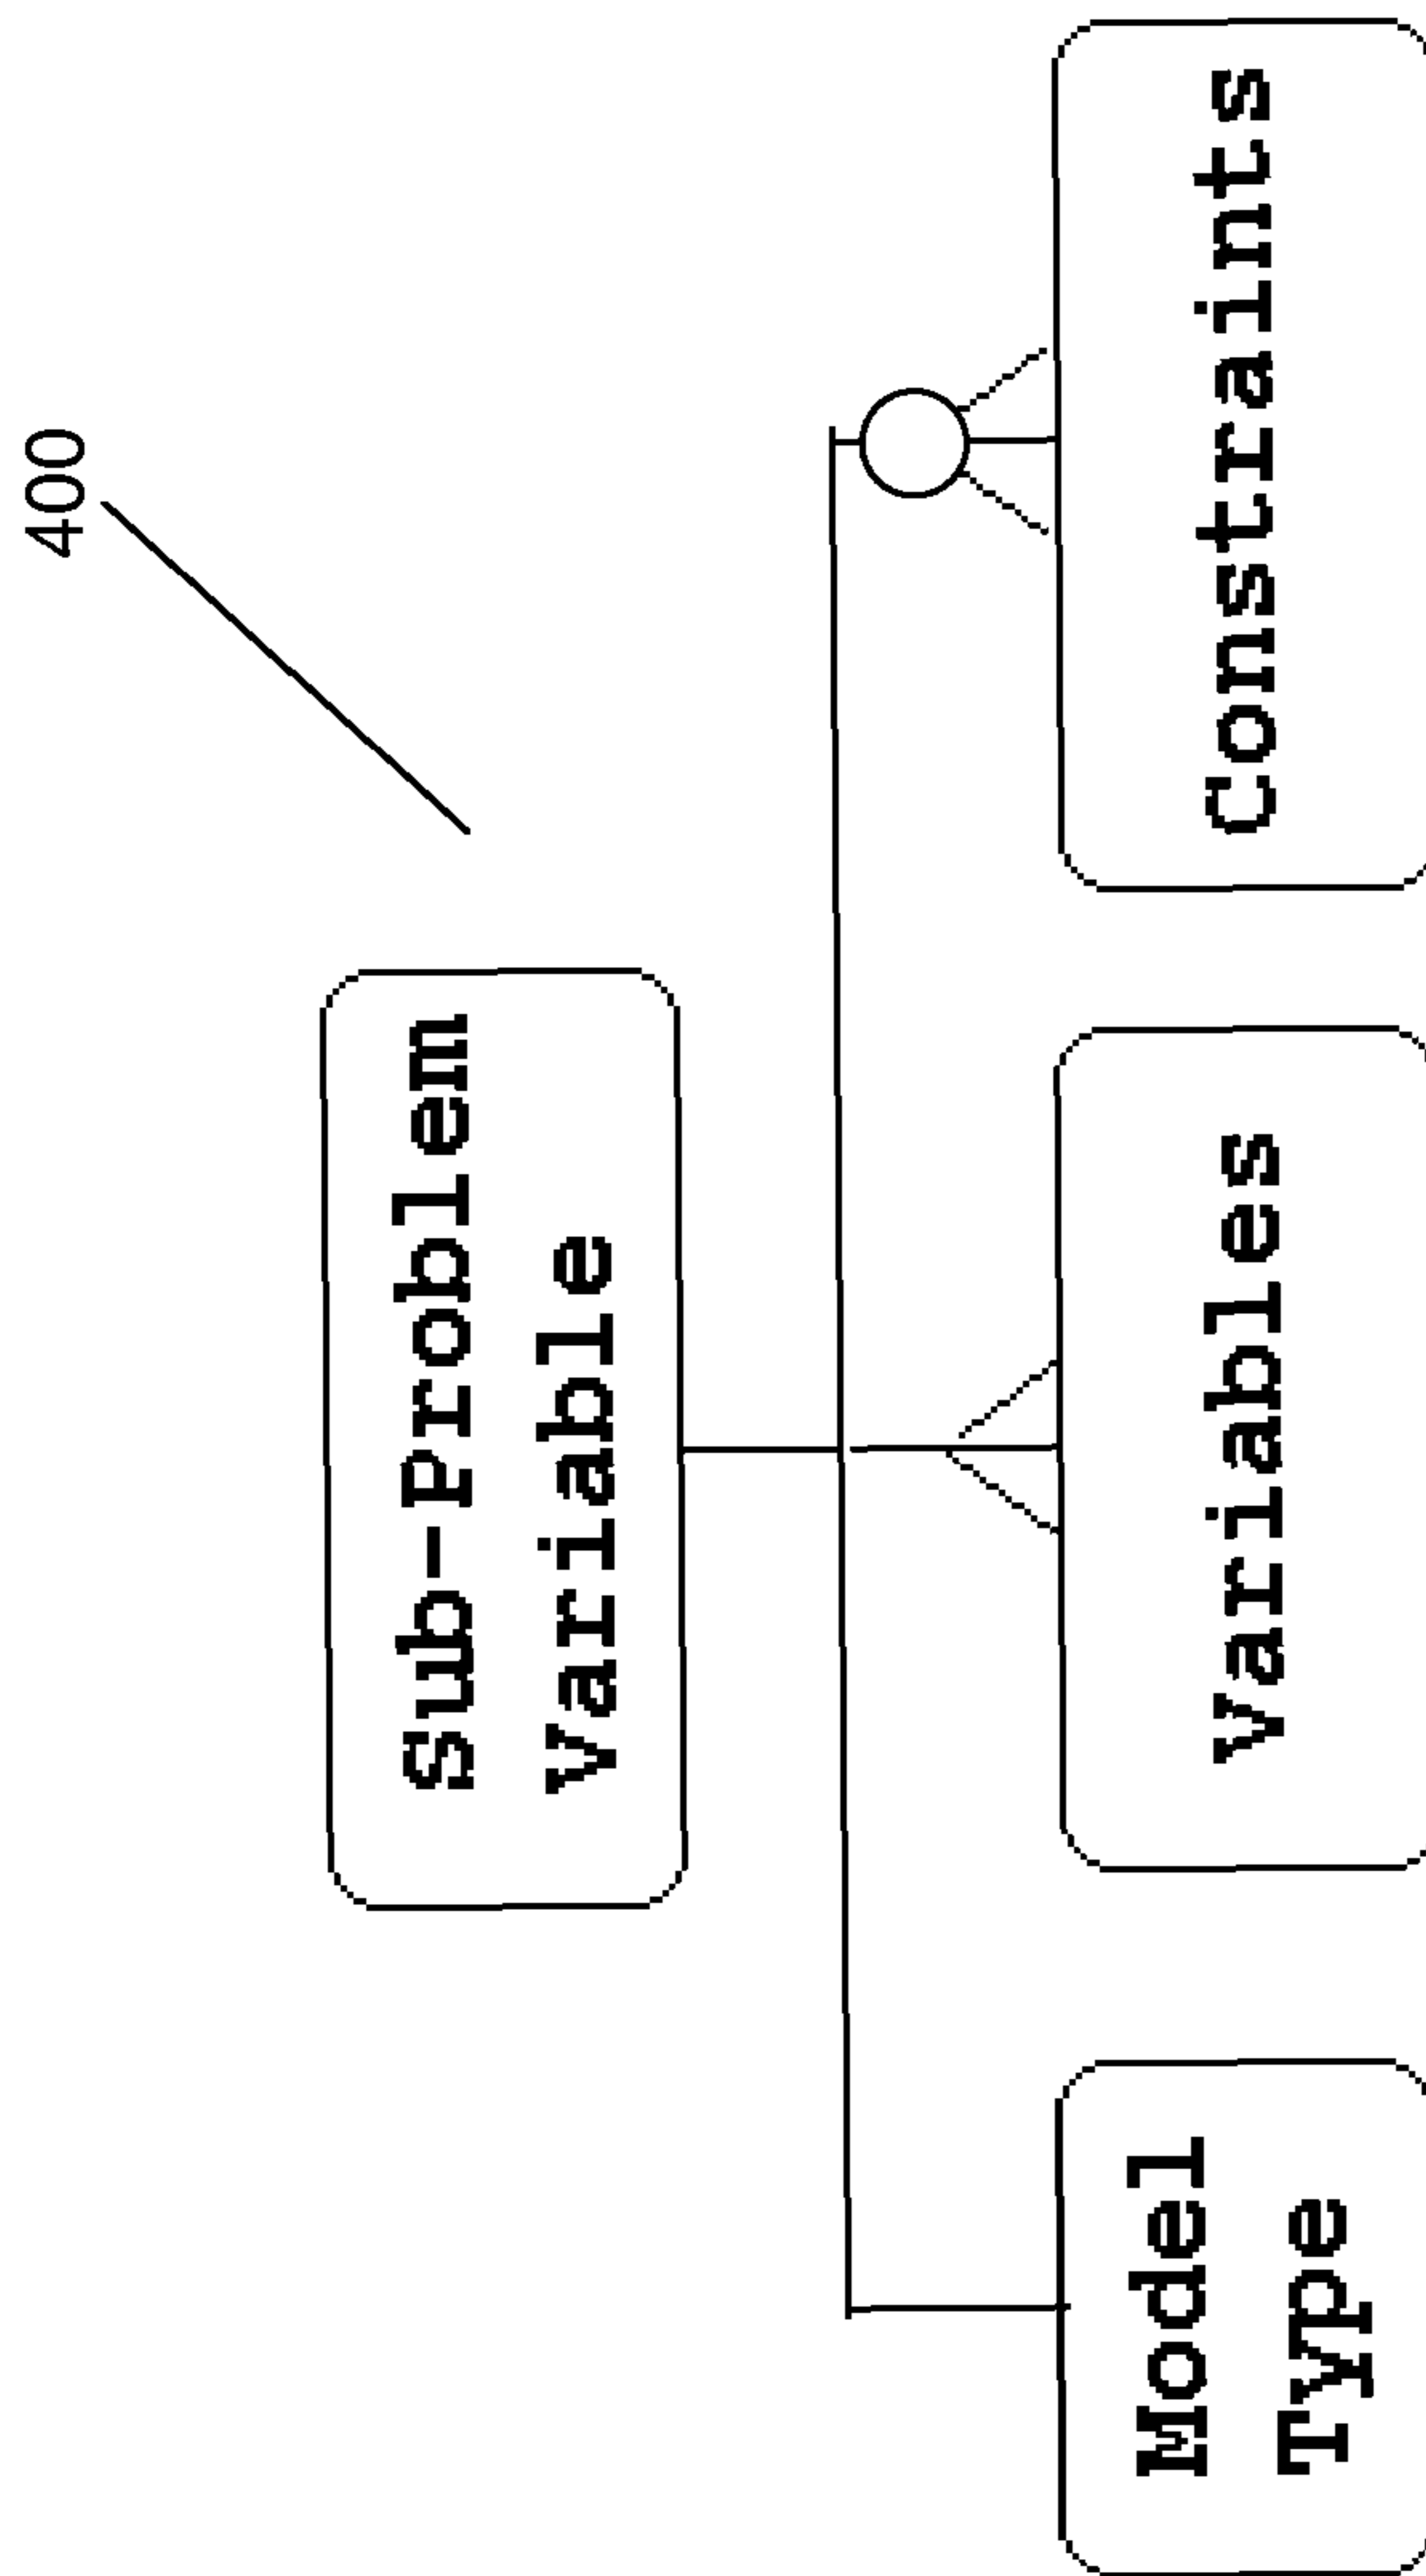 400
Sub-Problem
Variable
Model
Type
Variables
Constraints